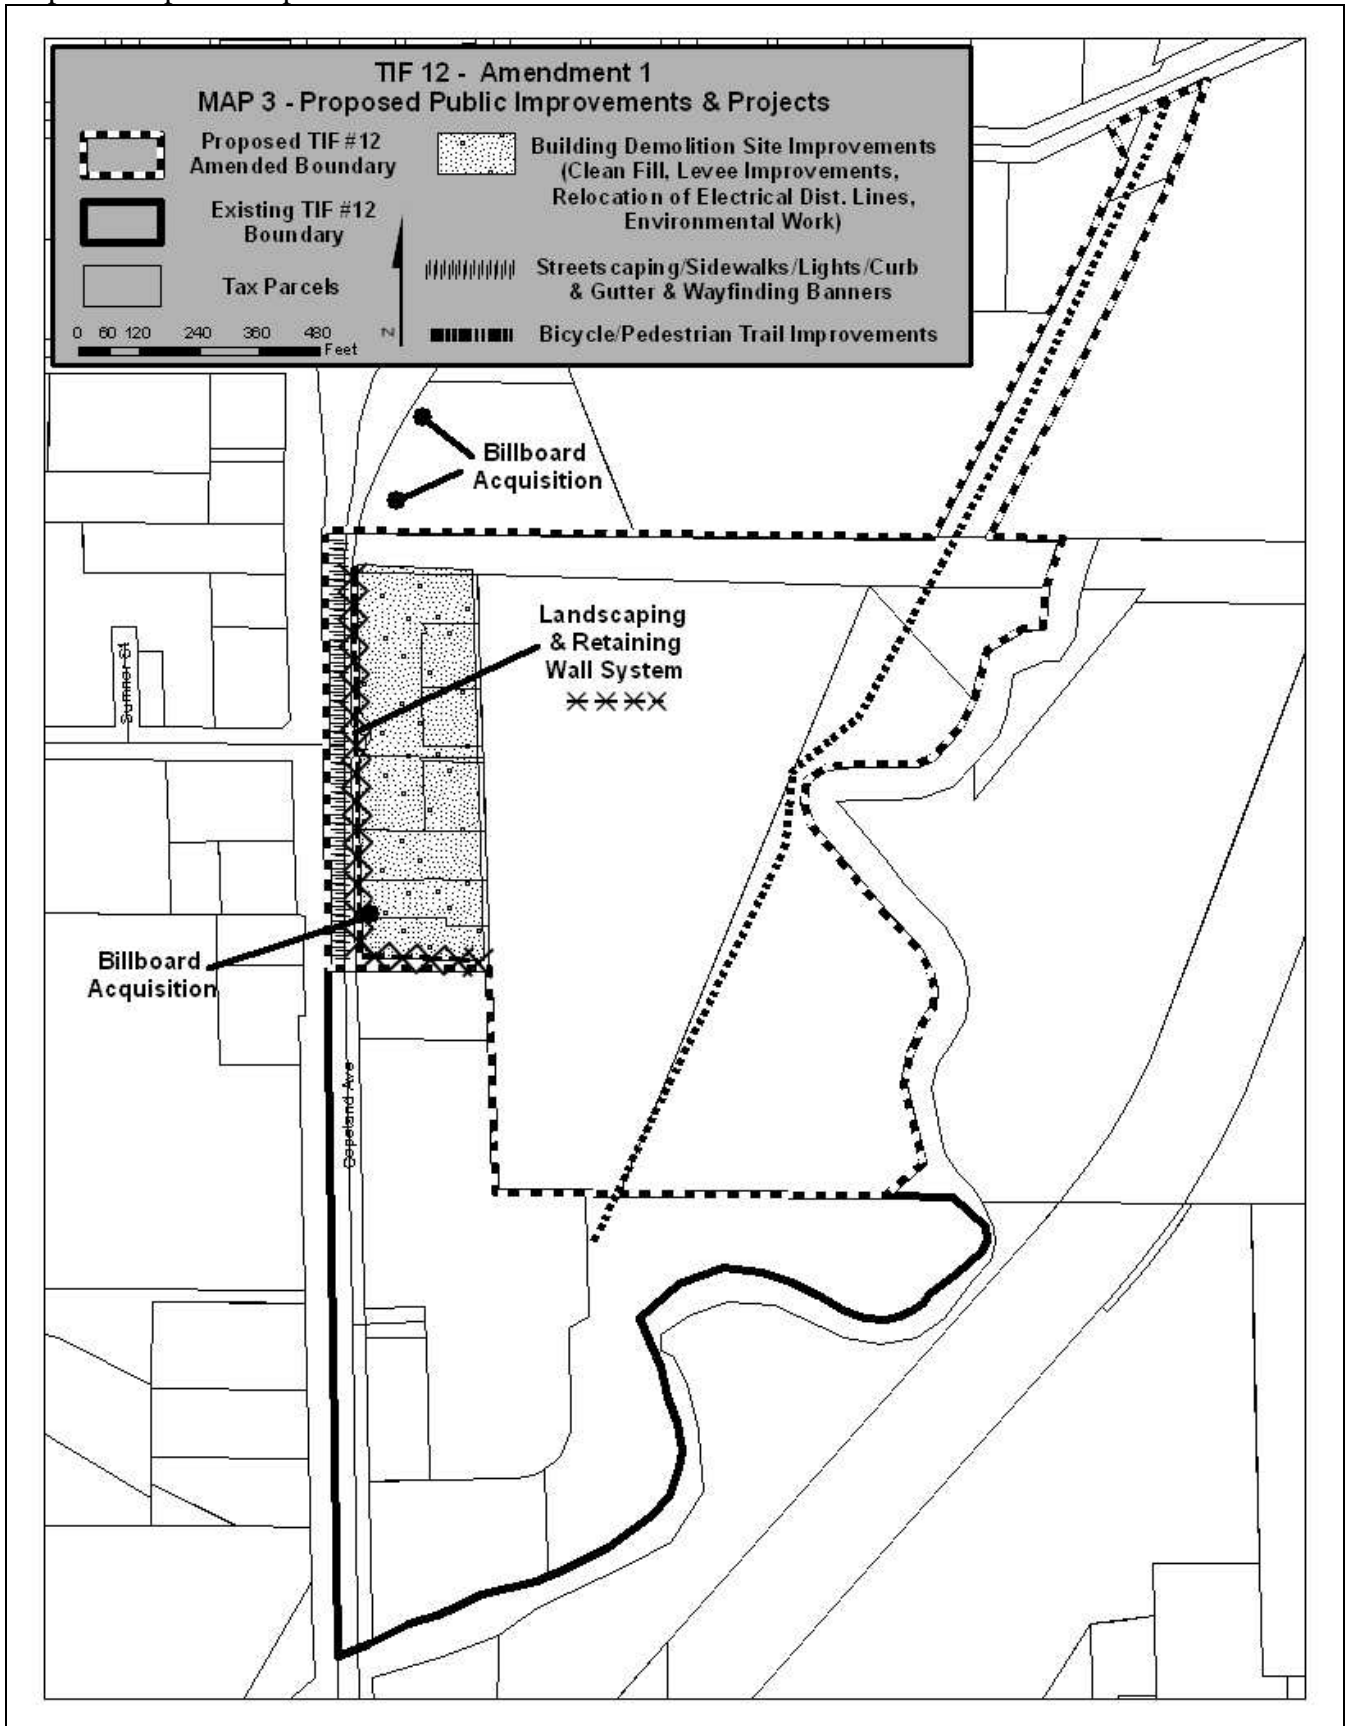 TIF 12 - Amendment 1
MAP 3 - Proposed Public Improvements & Projects
Proposed TIF #12
Amended Boundary
Existing TIF #12
Boundary
Tax Parcels
0 60 120 240 360 480
Feet
Z
Building Demolition Site Improvements
(Clean Fill, Levee Improvements,
Relocation of Electrical Dist. Lines,
Environmental Work)
Streetscaping/Sidewalks/Lights/Curb
& Gutter & Wayfinding Banners
Bicycle/Pedestrian Trail Improvements
Billboard
Acquisition
Landscaping
& Retaining
Wall System
Sumner St
Billboard
Acquisition
Copeland Ave